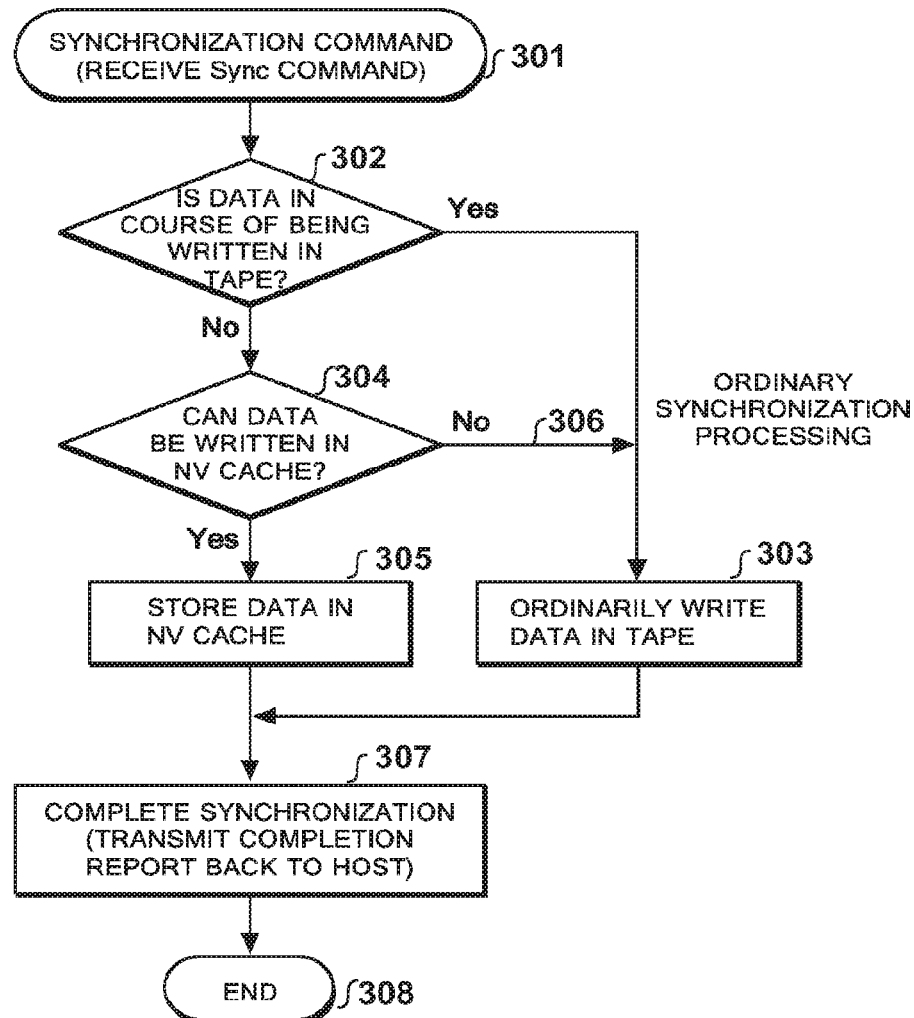 SYNCHRONIZATION COMMAND
(RECEIVE Sync COMMAND)
301
302
IS DATA IN
COURSE OF BEING
WRITTEN IN
TAPE?
Yes
No
304
CAN DATA
BE WRITTEN IN
NV CACHE?
No
306
ORDINARY
SYNCHRONIZATION
PROCESSING
Yes
305
STORE DATA IN
NV CACHE
303
ORDINARILY WRITE
DATA IN TAPE
307
COMPLETE SYNCHRONIZATION
(TRANSMIT COMPLETION
REPORT BACK TO HOST)
END
308